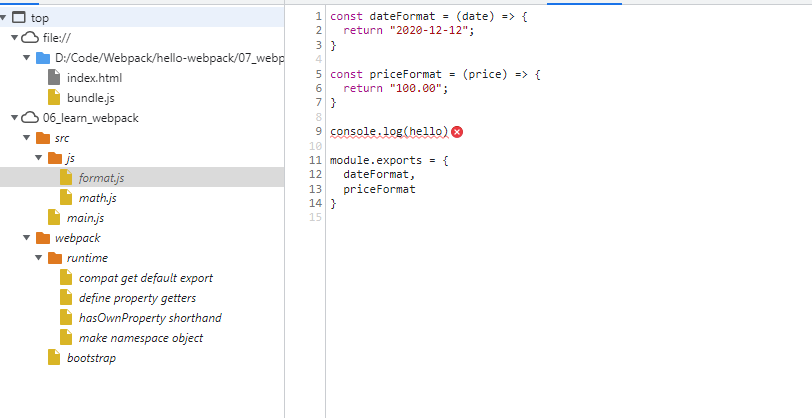 top
file://
D:/Code/Webpack/hello-webpack/07_webp
index.html
bundle.js
06_learn_webpack
src
js
format.js
math.js
main.js
webpack
runtime
compat get default export
define property getters
hasOwnProperty shorthand
make namespace object
bootstrap
1 const dateFormat = (date) => {
2 return "2020-12-12";
3 }
4
5 const priceFormat = (price) => {
6 return "100.00";
7 }
8
9 console.log(hello)
10
11 module.exports = {
12 dateFormat,
13 priceFormat
14 }
15